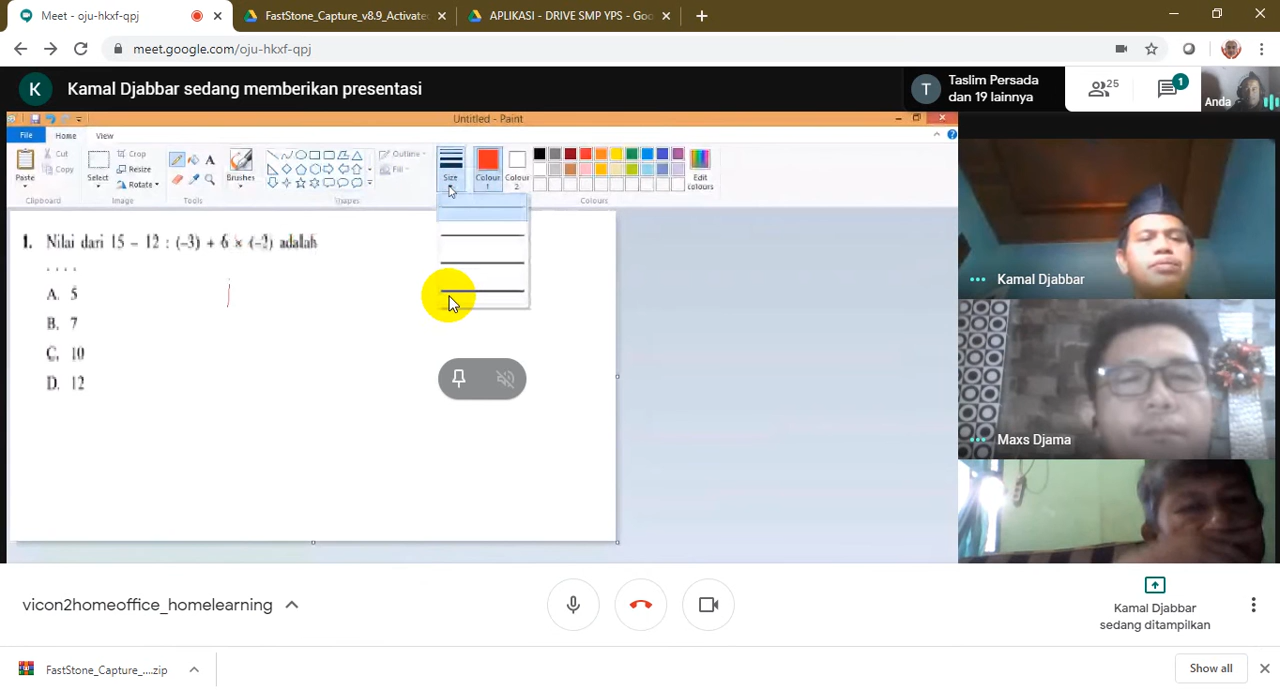 Meet - oju-hkxf-qpj
FastStone_Capture_v8.9_Activate
APLIKASI - DRIVE SMP YPS - Goo
meet.google.com/oju-hkxf-qpj
K
Kamal Djabbar sedang memberikan presentasi
T
Taslim Persada
dan 19 lainnya
25
1
Anda
Untitled - Paint
File
Home
View
Paste
Cut
Copy
Clipboard
Select
Crop
Resize
Rotate
Image
A
Tools
Brushes
Shapes
Outline
Fill
Size
Colour
1
Colour
2
Edit
colours
Colours
1. Nilai dari 15 – 12 : (–3) + 6 × (–2) adalah
. . . .
A. 5
B. 7
C. 10
D. 12
Kamal Djabbar
Maxs Djama
vicon2homeoffice_homelearning
Kamal Djabbar
sedang ditampilkan
FastStone_Capture_....zip
Show all